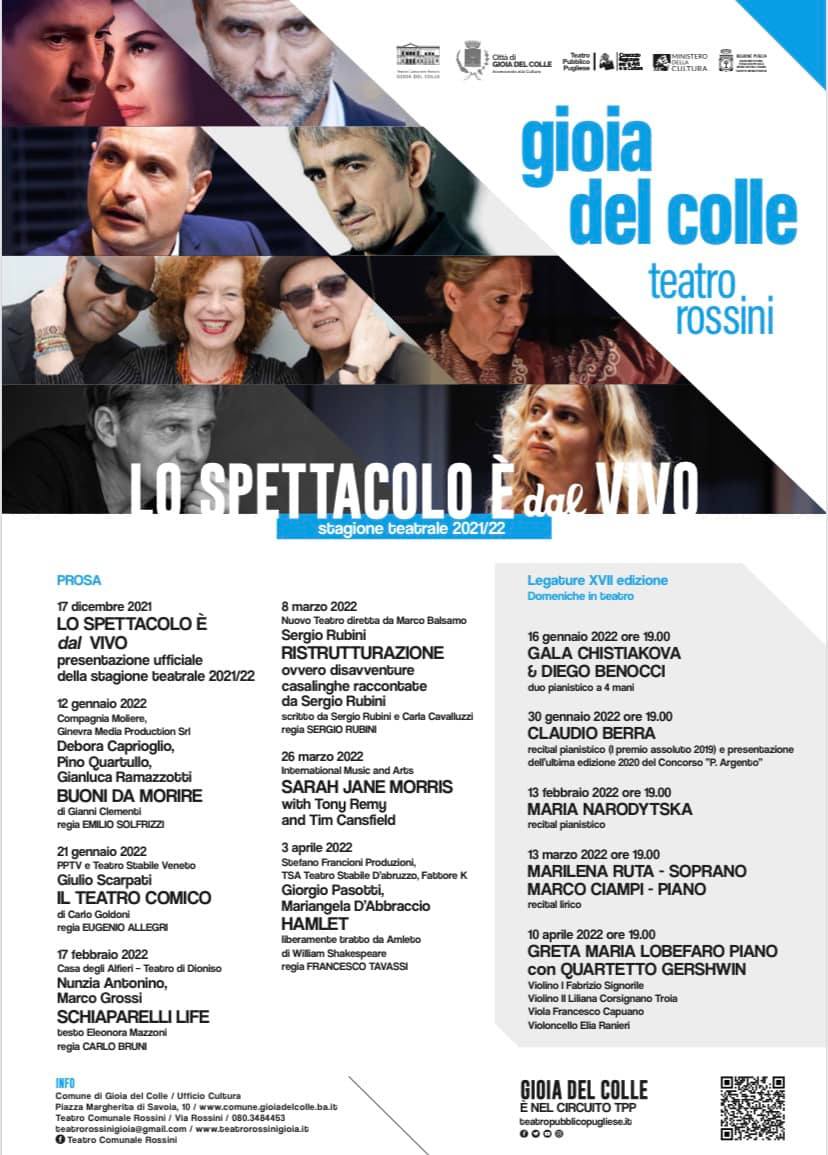 Città di
GIOIA DEL COLLE
Teatro
Pubblico
Pugliese
MINISTERO
DELLA
CULTURA
REGIONE PUGLIA
gioia
del colle
teatro
rossini
LO SPETTACOLO È dal VIVO
stagione teatrale 2021/22
PROSA
17 dicembre 2021
LO SPETTACOLO È
dal VIVO
presentazione ufficiale
della stagione teatrale 2021/22
12 gennaio 2022
Compagnia Moliere,
Ginevra Media Production Srl
Debora Caprioglio,
Pino Quartullo,
Gianluca Ramazzotti
BUONI DA MORIRE
di Gianni Clementi
regia EMILIO SOLFRIZZI
21 gennaio 2022
PPTV e Teatro Stabile Veneto
Giulio Scarpati
IL TEATRO COMICO
di Carlo Goldoni
regia EUGENIO ALLEGRI
17 febbraio 2022
Casa degli Alfieri – Teatro di Dioniso
Nunzia Antonino,
Marco Grossi
SCHIAPARELLI LIFE
testo Eleonora Mazzoni
regia CARLO BRUNI
8 marzo 2022
Nuovo Teatro diretta da Marco Balsamo
Sergio Rubini
RISTRUTTURAZIONE
ovvero disavventure
casalinghe raccontate
da Sergio Rubini
scritto da Sergio Rubini e Carla Cavalluzzi
regia SERGIO RUBINI
26 marzo 2022
International Music and Arts
SARAH JANE MORRIS
with Tony Remy
and Tim Cansfield
3 aprile 2022
Stefano Francioni Produzioni,
TSA Teatro Stabile D'abruzzo, Fattore K
Giorgio Pasotti,
Mariangela D'Abbraccio
HAMLET
liberamente tratto da Amleto
di William Shakespeare
regia FRANCESCO TAVASSI
Legature XVII edizione
Domeniche in teatro
16 gennaio 2022 ore 19.00
GALA CHISTIAKOVA
& DIEGO BENOCCI
duo pianistico a 4 mani
30 gennaio 2022 ore 19.00
CLAUDIO BERRA
recital pianistico (I premio assoluto 2019) e presentazione
dell'ultima edizione 2020 del Concorso "P. Argento"
13 febbraio 2022 ore 19.00
MARIA NARODYTSKA
recital pianistico
13 marzo 2022 ore 19.00
MARILENA RUTA - SOPRANO
MARCO CIAMPI - PIANO
recital lirico
10 aprile 2022 ore 19.00
GRETA MARIA LOBEFARO PIANO
con QUARTETTO GERSHWIN
Violino I Fabrizio Signorile
Violino II Liliana Corsignano Troia
Viola Francesco Capuano
Violoncello Elia Ranieri
INFO
Comune di Gioia del Colle / Ufficio Cultura
Piazza Margherita di Savoia, 10 / www.comune.gioiadelcolle.ba.it
Teatro Comunale Rossini / Via Rossini / 080.3484453
teatrorossinigioia@gmail.com / www.teatrorossinigioia.it
Teatro Comunale Rossini
GIOIA DEL COLLE
È NEL CIRCUITO TPP
teatropubblicopugliese.it